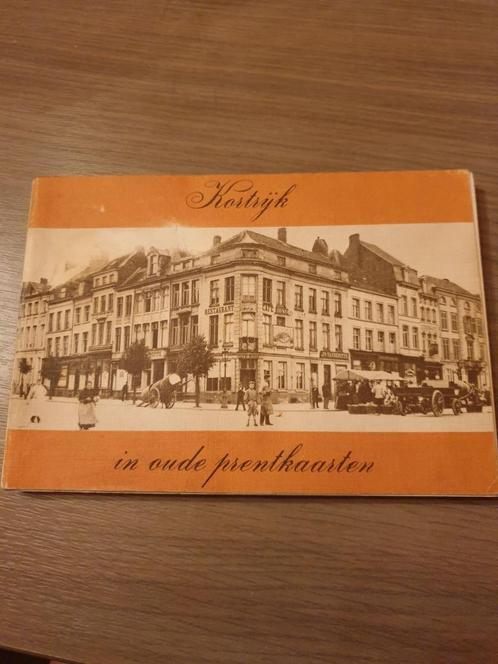 Kortrijk
RESTAURANT
in oude prentkaarten